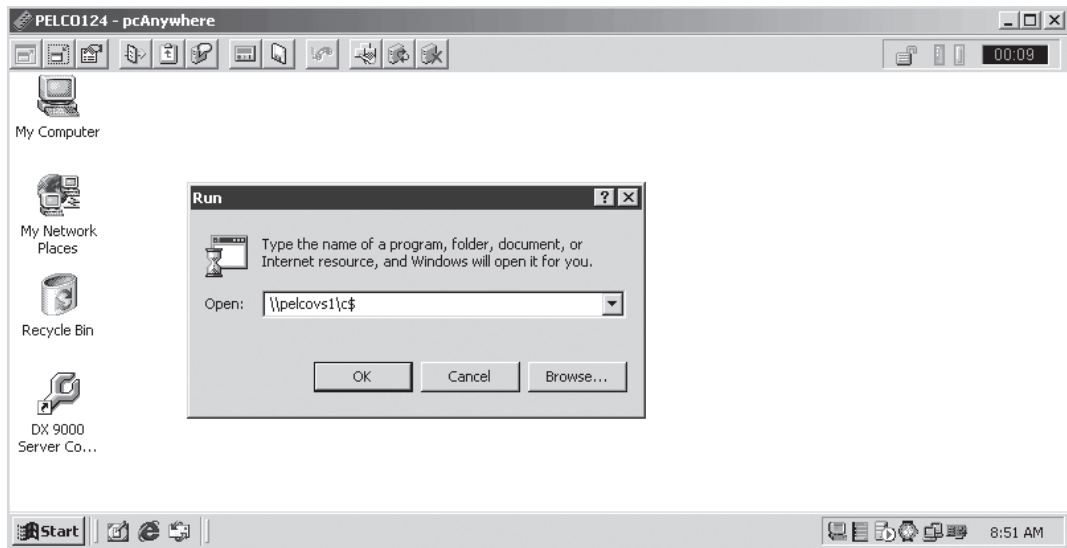 PELCO124 - pcAnywhere
00:09
My Computer
My Network
Places
Recycle Bin
DX 9000
Server Co...
Run
Type the name of a program, folder, document, or
Internet resource, and Windows will open it for you.
Open: \\pelcovs1\c$
OK Cancel Browse...
Start
8:51 AM